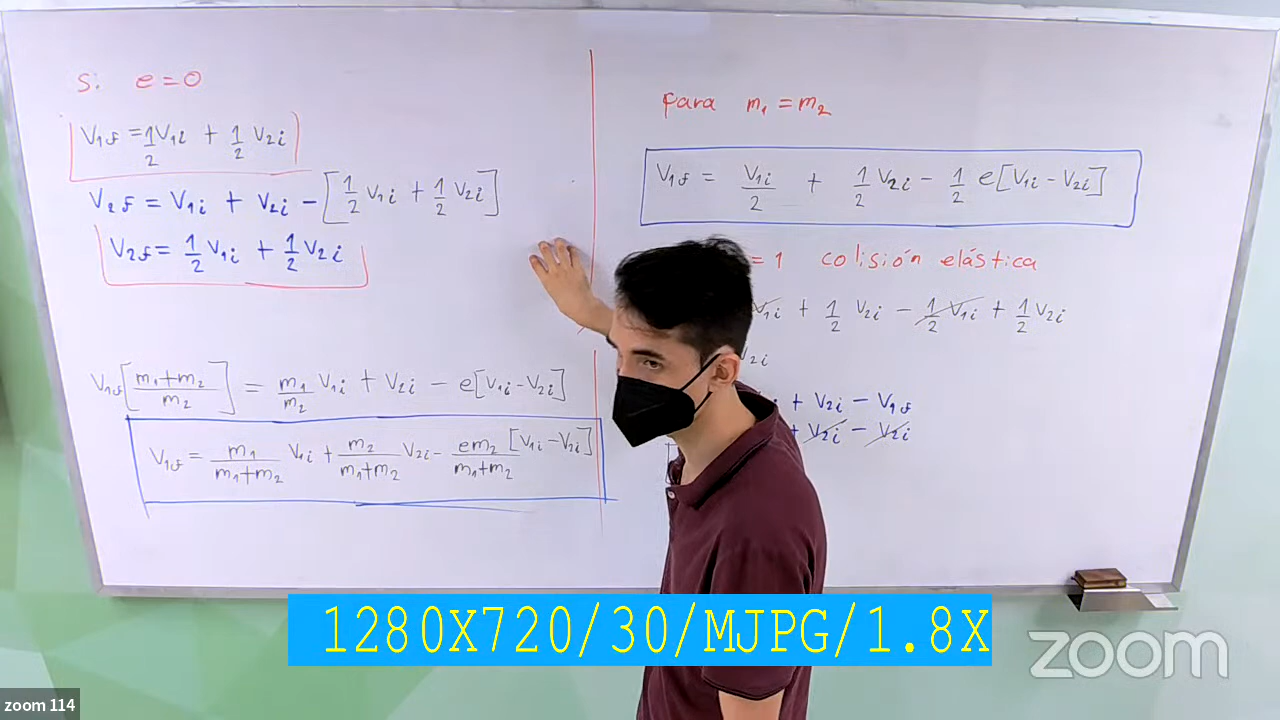 Si e = 0
V1f = 1/2 V1i + 1/2 V2i
V2f = V1i + V2i - [1/2 V1i + 1/2 V2i]
V2f = 1/2 V1i + 1/2 V2i
V1f [(m1+m2)/m2] = m1/m2 V1i + V2i - e[V1i - V2i]
V1f = m1/(m1+m2) V1i + m2/(m1+m2) V2i - em2/(m1+m2) [V1i - V2i]
para m1 = m2
V1f = V1i/2 + 1/2 V2i - 1/2 e[V1i - V2i]
= 1 colisión elástica
V1i + 1/2 V2i - 1/2 V1i + 1/2 V2i
V2i
+ V2i - V1f
+ V2i - V2i
1280X720/30/MJPG/1.8X
zoom
zoom 114